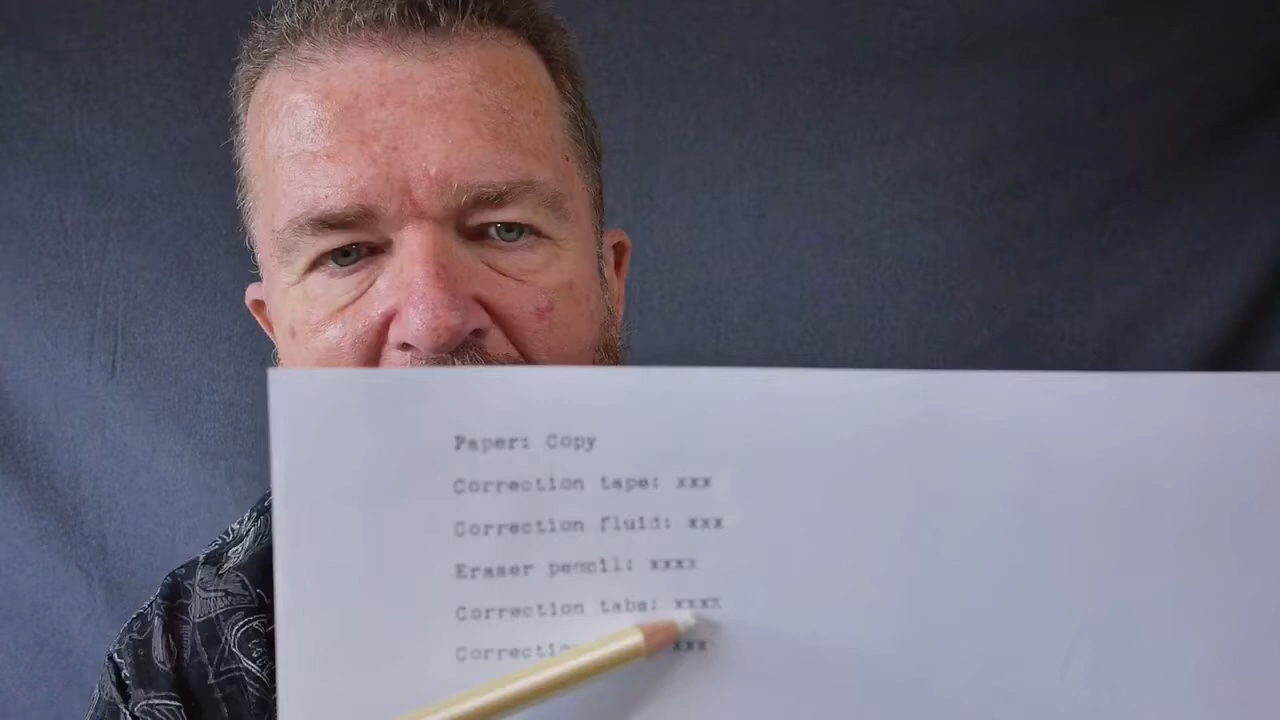 Paper: Copy
Correction tape: xxx
Correction fluid: xxx
Eraser pencil: xxxx
Correction tabs: xxxx
xxx